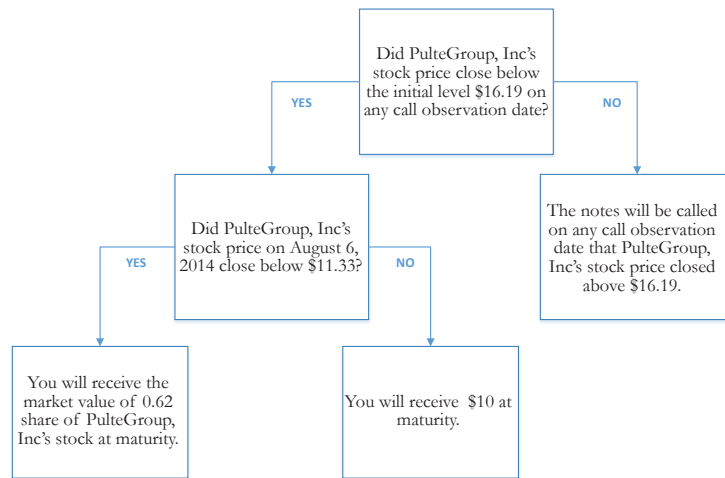 Did PulteGroup, Inc's
stock price close below
the initial level $16.19 on
any call observation date?
YES
NO
Did PulteGroup, Inc's
stock price on August 6,
2014 close below $11.33?
The notes will be called
on any call observation
date that PulteGroup,
Inc's stock price closed
above $16.19.
YES
NO
You will receive the
market value of 0.62
share of PulteGroup,
Inc's stock at maturity.
You will receive  $10 at
maturity.